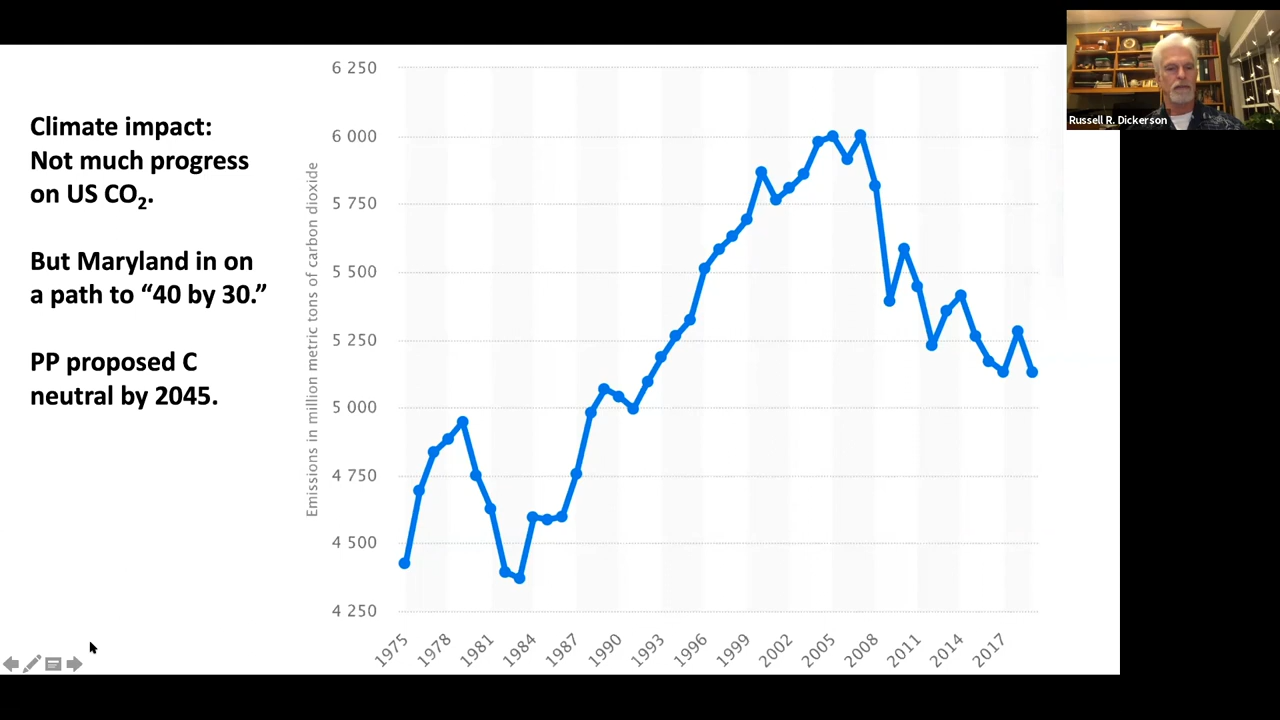 Climate impact:
Not much progress
on US CO₂.
But Maryland in on
a path to “40 by 30.”
PP proposed C
neutral by 2045.
Emissions in million metric tons of carbon dioxide
6 250
6 000
5 750
5 500
5 250
5 000
4 750
4 500
4 250
1975
1978
1981
1984
1987
1990
1993
1996
1999
2002
2005
2008
2011
2014
2017
Russell R. Dickerson